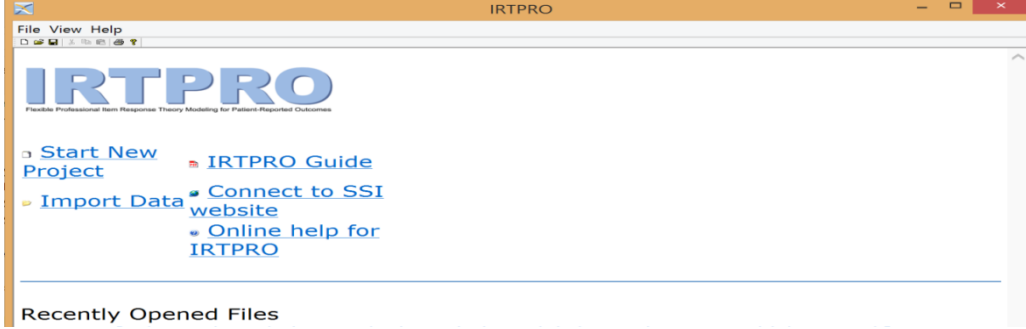 IRTPRO
File View Help
IRTPRO
Flexible Professional Item Response Theory Modeling for Patient-Reported Outcomes
Start New
Project
Import Data
IRTPRO Guide
Connect to SSI
website
Online help for
IRTPRO
Recently Opened Files